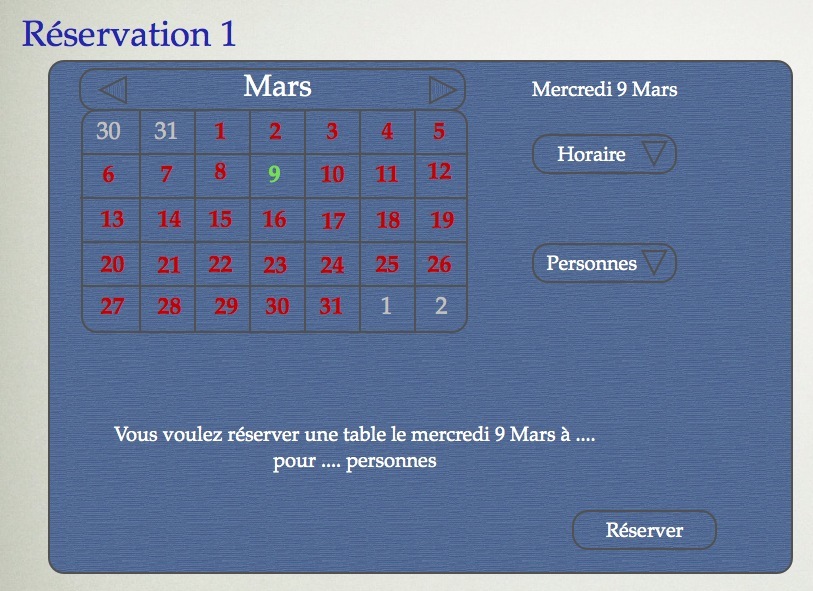 Réservation 1
Mars
30 31 1 2 3 4 5
6 7 8 9 10 11 12
13 14 15 16 17 18 19
20 21 22 23 24 25 26
27 28 29 30 31 1 2
Mercredi 9 Mars
Horaire
Personnes
Vous voulez réserver une table le mercredi 9 Mars à ....
pour .... personnes
Réserver